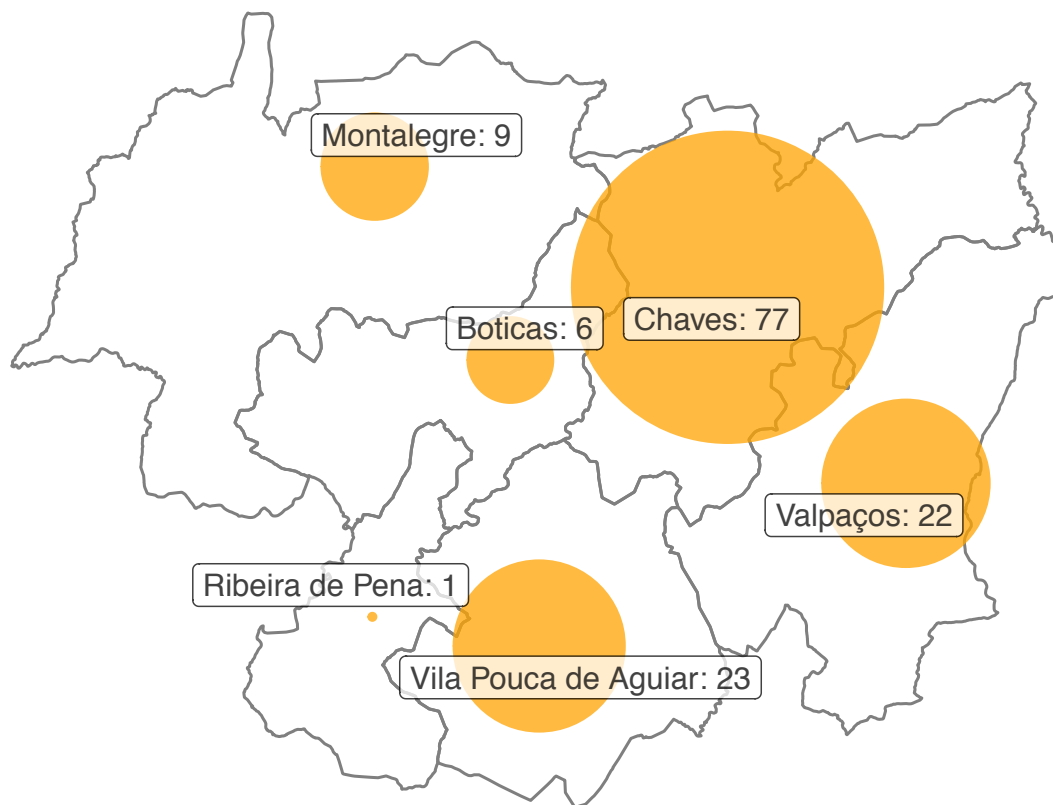 Montalegre: 9
Boticas: 6
Chaves: 77
Valpaços: 22
Ribeira de Pena: 1
Vila Pouca de Aguiar: 23